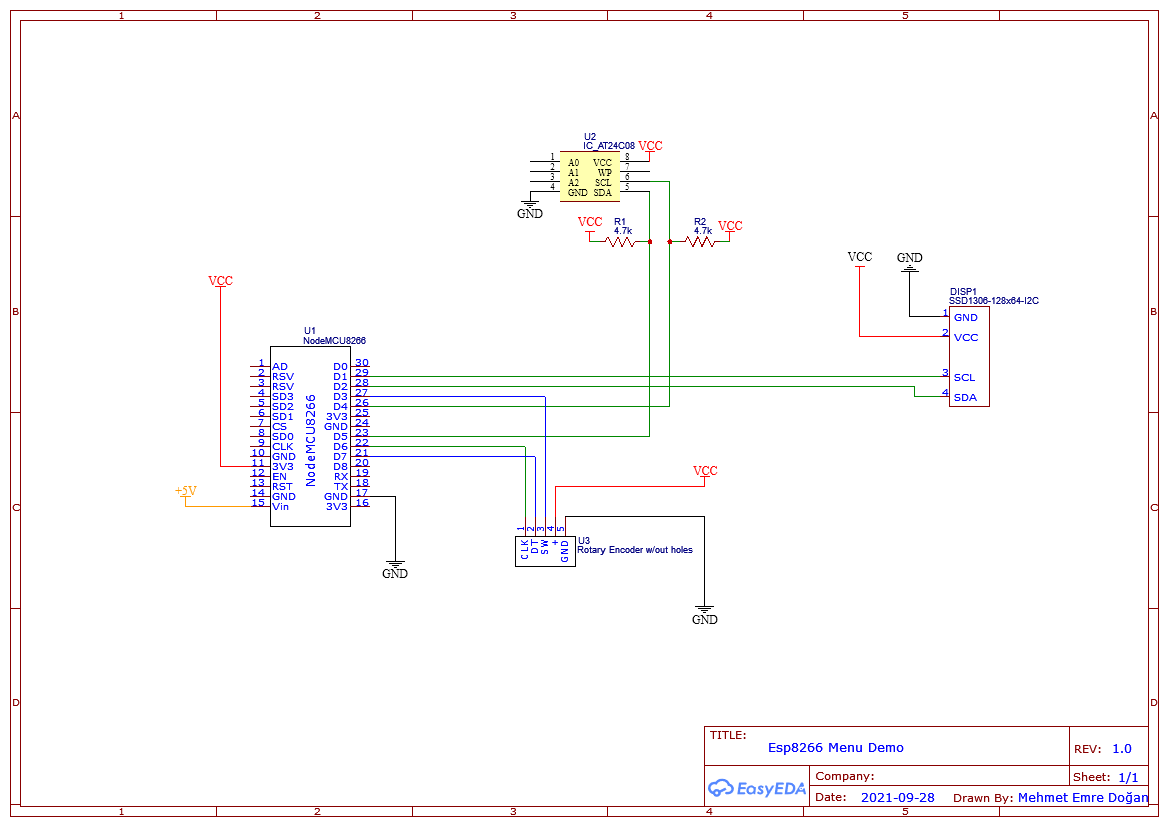 1 2 3 4 5
A A
U2
IC_AT24C08 VCC
1 A0 VCC 8
2 A1 WP 7
3 A2 SCL 6
4 GND SDA 5
GND
VCC R1 R2 VCC
4.7k 4.7k
VCC GND
VCC
DISP1
SSD1306-128x64-I2C
B B
1 GND
2 VCC
3 SCL
4 SDA
U1
NodeMCU8266
NodeMCU8266
1 AD D0 30
2 RSV D1 29
3 RSV D2 28
4 SD3 D3 27
5 SD2 D4 26
6 SD1 3V3 25
7 CS GND 24
8 SD0 D5 23
9 CLK D6 22
10 GND D7 21
11 3V3 D8 20
12 EN RX 19
13 RST TX 18
14 GND GND 17
15 Vin 3V3 16
+5V
VCC
C C
1 2 3 4 5
CLK DT SW + GND
U3
Rotary Encoder w/out holes
GND
GND
D D
TITLE:
Esp8266 Menu Demo
REV: 1.0
EasyEDA
Company:
Sheet: 1/1
Date: 2021-09-28 Drawn By: Mehmet Emre Doğan
1 2 3 4 5